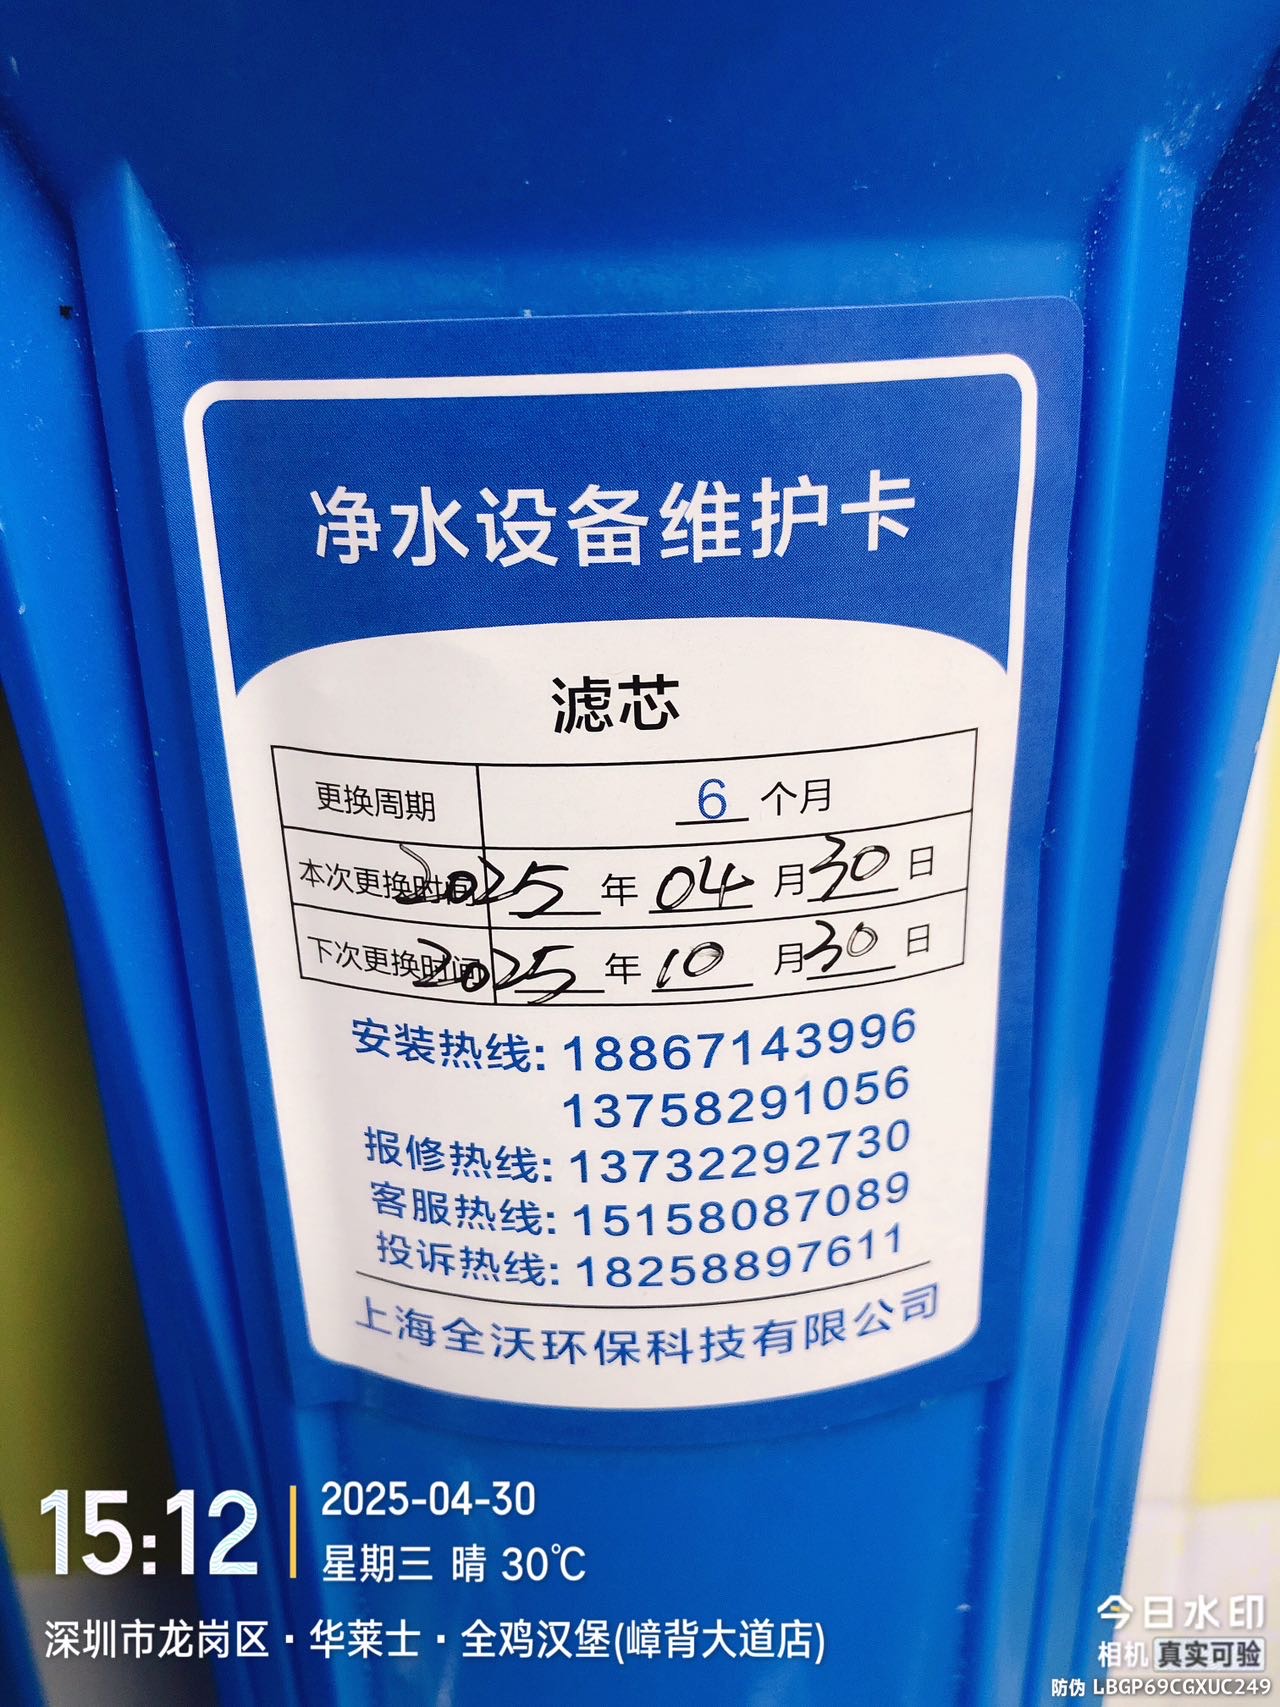 净水设备维护卡
滤芯
更换周期 6 个月
本次更换时间 2025 年 04 月 30 日
下次更换时间 2025 年 10 月 30 日
安装热线: 18867143996
13758291056
报修热线: 13732292730
客服热线: 15158087089
投诉热线: 18258897611
上海全沃环保科技有限公司
15:12
2025-04-30
星期三 晴 30℃
深圳市龙岗区·华莱士·全鸡汉堡(嶂背大道店)
今日水印
相机 真实可验
防伪 LBGP69CGXUC249